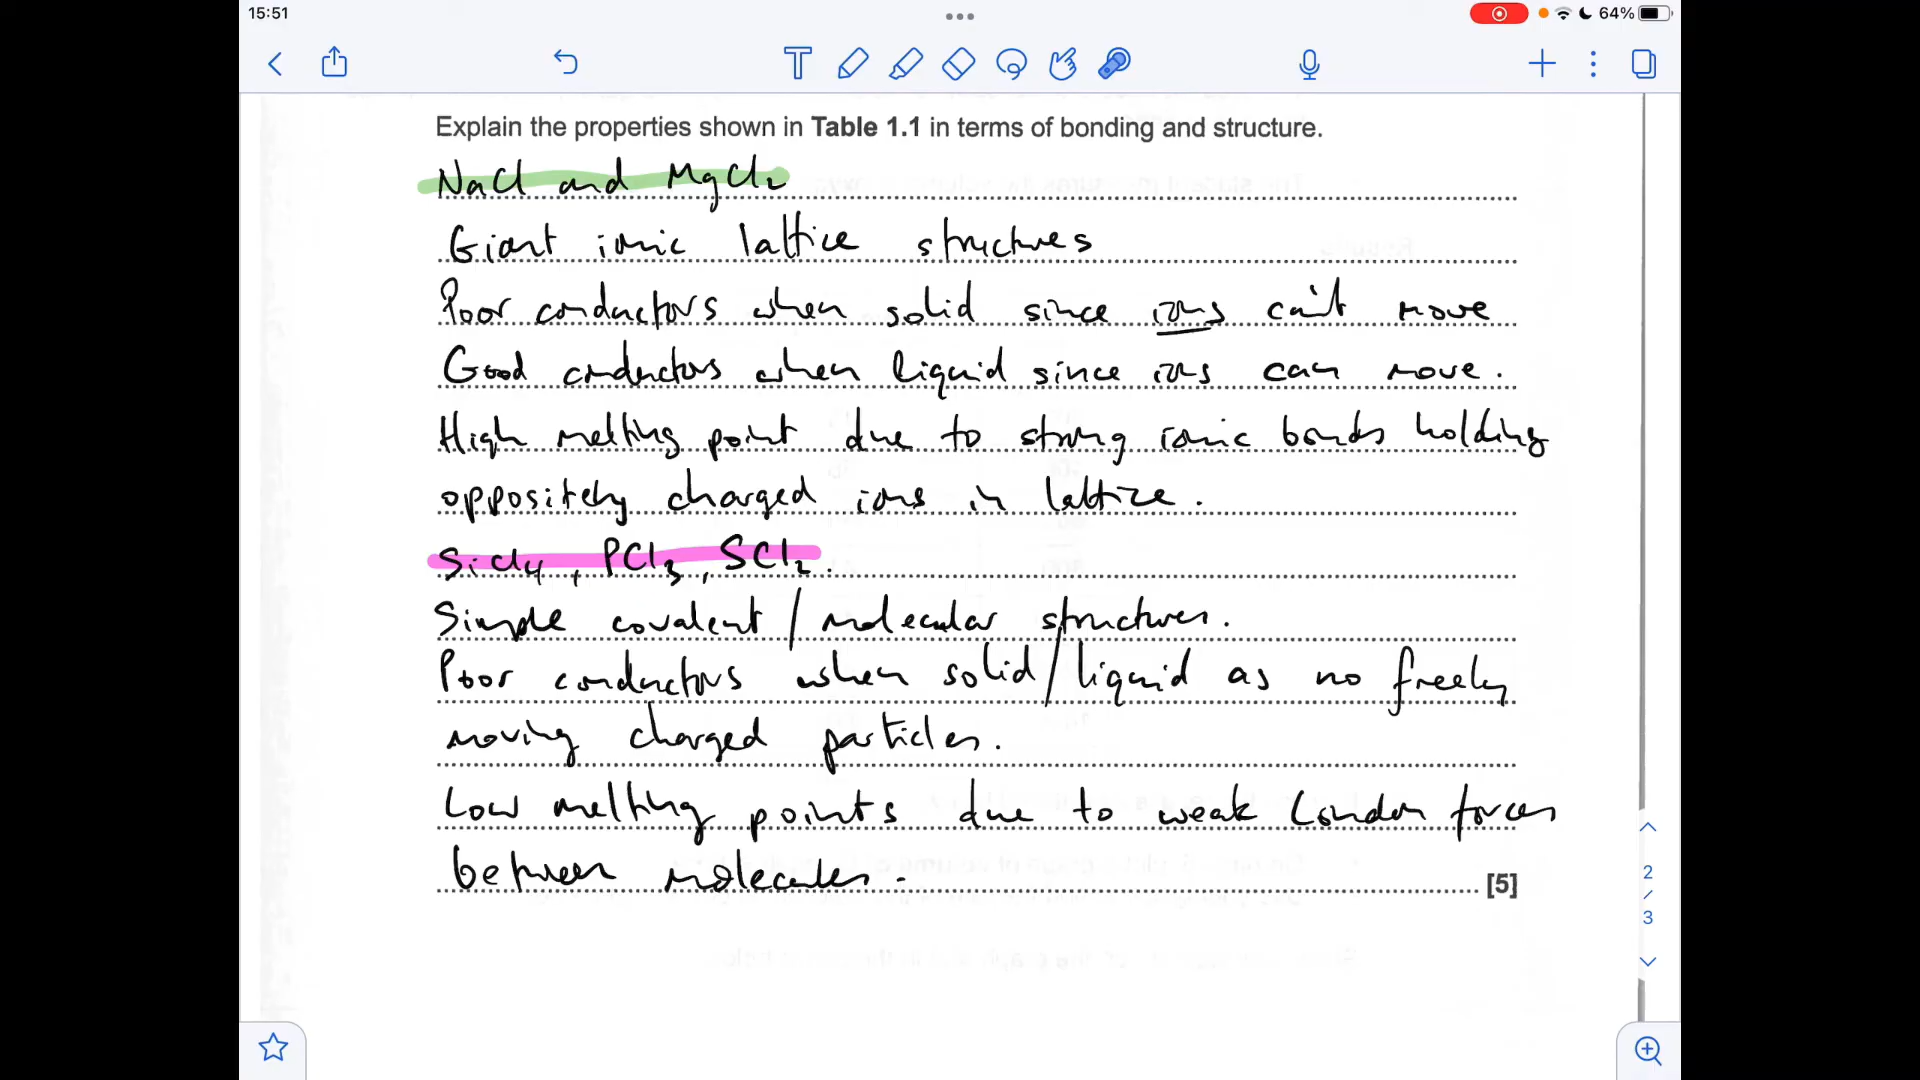 15:51
64%
Explain the properties shown in Table 1.1 in terms of bonding and structure.
NaCl and MgCl₂
Giant ionic lattice structures
Poor conductors when solid since ions can't move
Good conductors when liquid since ions can move.
High melting point due to strong ionic bonds holding
oppositely charged ions in lattice.
SiCl₄, PCl₃, SCl₂.
Simple covalent/molecular structures.
Poor conductors when solid/liquid as no freely
moving charged particles.
Low melting points due to weak London forces
between molecules.
[5]
2
/
3